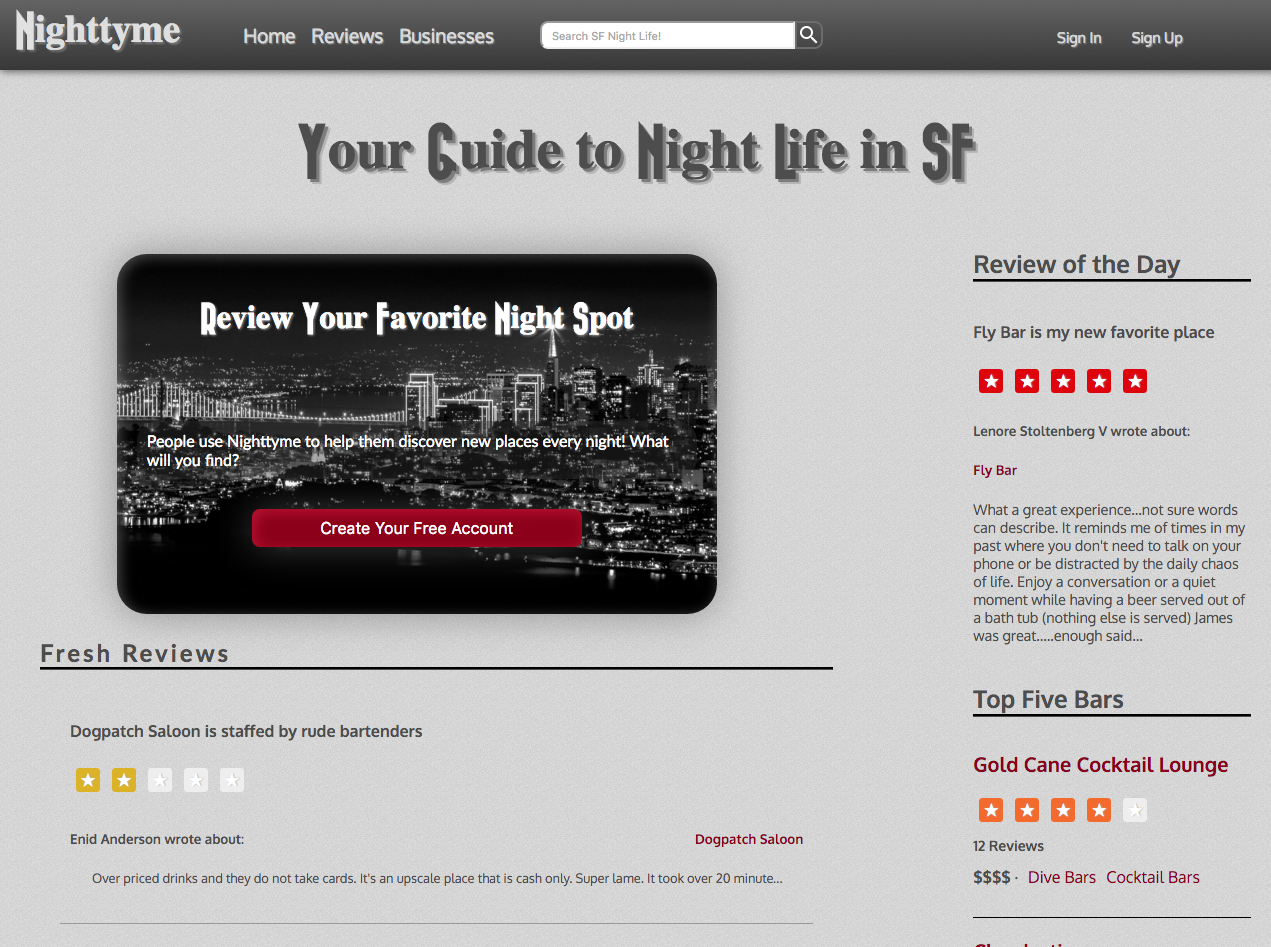 Nighttyme
Home Reviews Businesses
Search SF Night Life!
Sign In Sign Up
Your Guide to Night Life in SF
Review Your Favorite Night Spot
People use Nighttyme to help them discover new places every night! What
will you find?
Create Your Free Account
Fresh Reviews
Dogpatch Saloon is staffed by rude bartenders
Enid Anderson wrote about:
Dogpatch Saloon
Over priced drinks and they do not take cards. It's an upscale place that is cash only. Super lame. It took over 20 minute...
Review of the Day
Fly Bar is my new favorite place
Lenore Stoltenberg V wrote about:
Fly Bar
What a great experience...not sure words
can describe. It reminds me of times in my
past where you don't need to talk on your
phone or be distracted by the daily chaos
of life. Enjoy a conversation or a quiet
moment while having a beer served out of
a bath tub (nothing else is served) James
was great.....enough said...
Top Five Bars
Gold Cane Cocktail Lounge
12 Reviews
$$$$ · Dive Bars Cocktail Bars